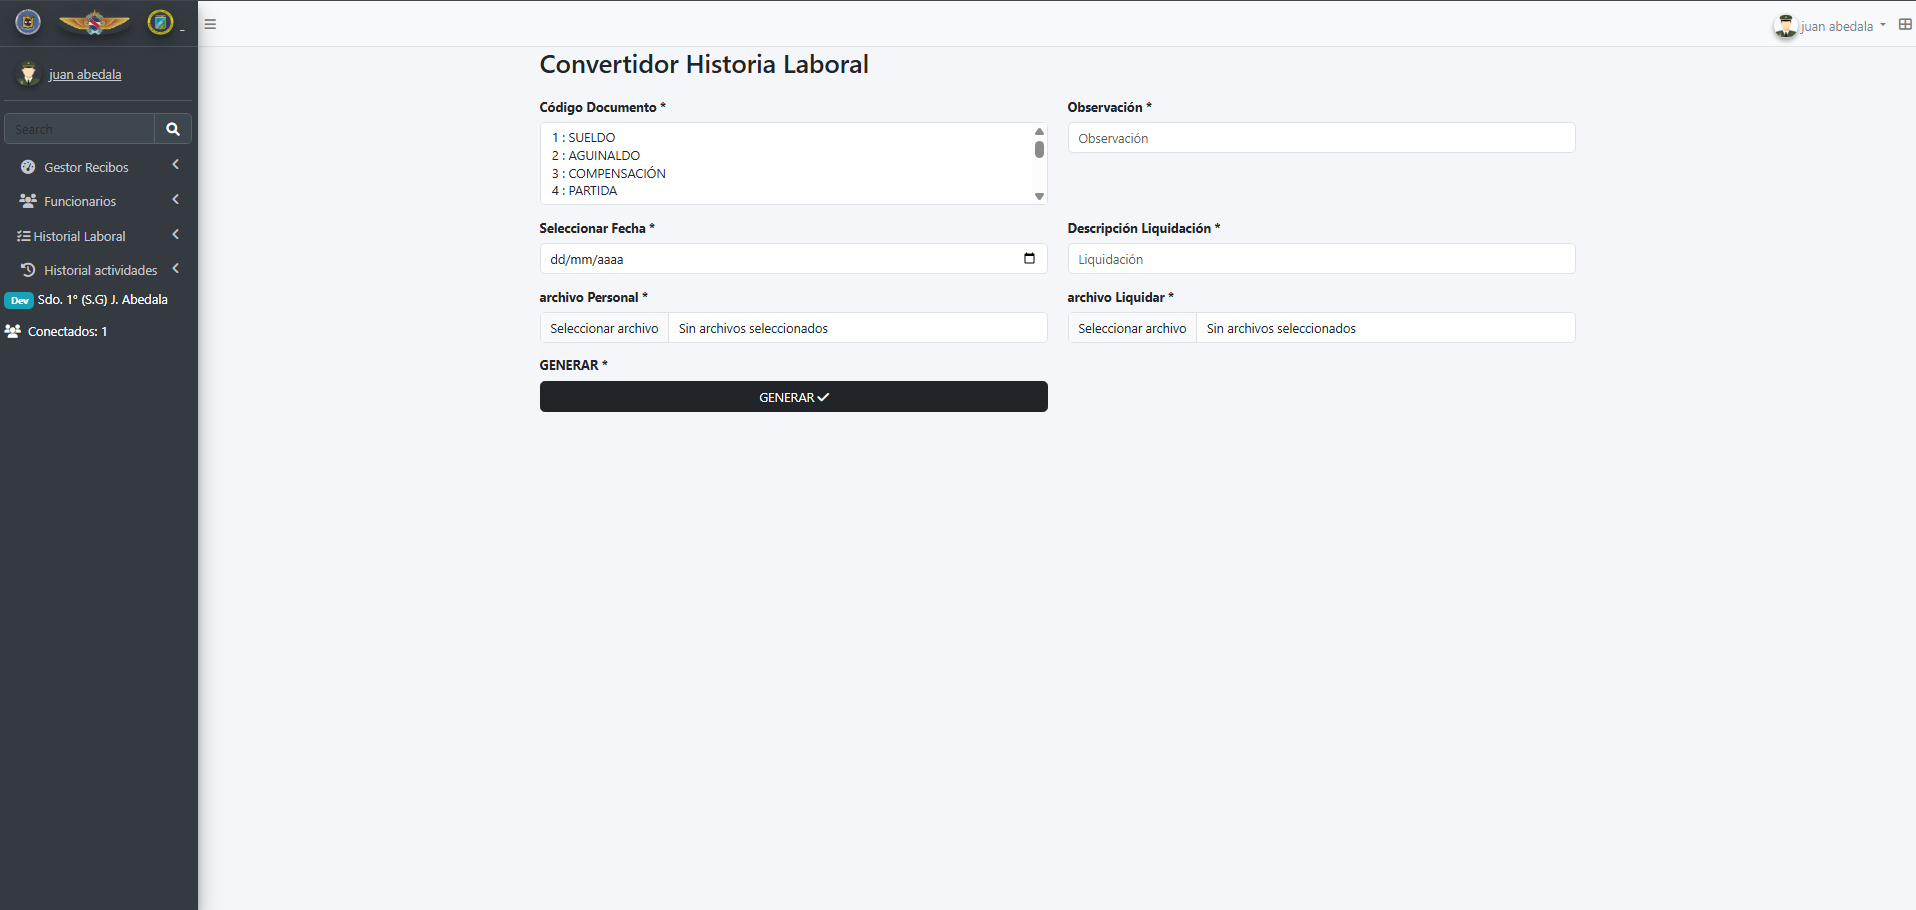 juan abedala
juan abedala
Search
Gestor Recibos
Funcionarios
Historial Laboral
Historial actividades
Dev Sdo. 1° (S.G) J. Abedala
Conectados: 1
Convertidor Historia Laboral
Código Documento *
1 : SUELDO
2 : AGUINALDO
3 : COMPENSACIÓN
4 : PARTIDA
Observación *
Observación
Seleccionar Fecha *
dd/mm/aaaa
Descripción Liquidación *
Liquidación
archivo Personal *
Seleccionar archivo Sin archivos seleccionados
archivo Liquidar *
Seleccionar archivo Sin archivos seleccionados
GENERAR *
GENERAR